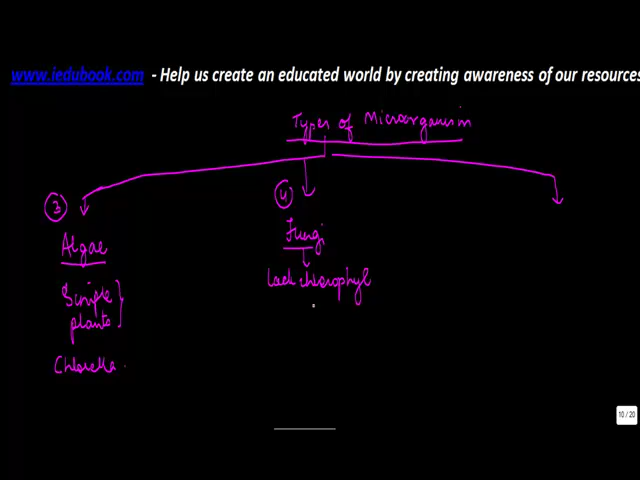 www.iedubook.com - Help us create an educated world by creating awareness of our resources
Types of Microorganism
3
4
Algae
Fungi
Simple
plants
lack chlorophyl
Chlorella
10 / 20